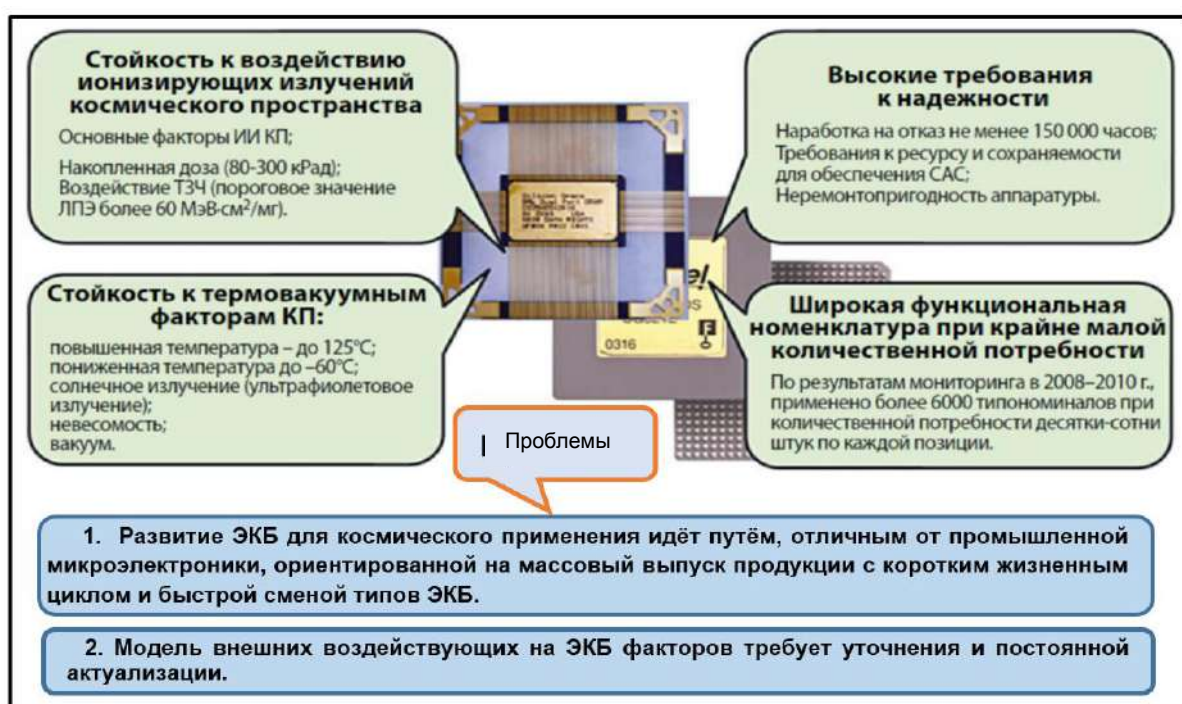 Стойкость к воздействию
ионизирующих излучений
космического пространства
Основные факторы ИИ КП;
Накопленная доза (80-300 кРад);
Воздействие ТЗЧ (пороговое значение
ЛПЭ более 60 МэВ·см²/мг).
Высокие требования
к надежности
Наработка на отказ не менее 150 000 часов;
Требования к ресурсу и сохраняемости
для обеспечения САС;
Неремонтопригодность аппаратуры.
Стойкость к термовакуумным
факторам КП:
повышенная температура – до 125°С;
пониженная температура до –60°С;
солнечное излучение (ультрафиолетовое
излучение);
невесомость;
вакуум.
0316
Широкая функциональная
номенклатура при крайне малой
количественной потребности
По результатам мониторинга в 2008–2010 г.,
применено более 6000 типономиналов при
количественной потребности десятки-сотни
штук по каждой позиции.
Проблемы
1. Развитие ЭКБ для космического применения идёт путём, отличным от промышленной
микроэлектроники, ориентированной на массовый выпуск продукции с коротким жизненным
циклом и быстрой сменой типов ЭКБ.
2. Модель внешних воздействующих на ЭКБ факторов требует уточнения и постоянной
актуализации.